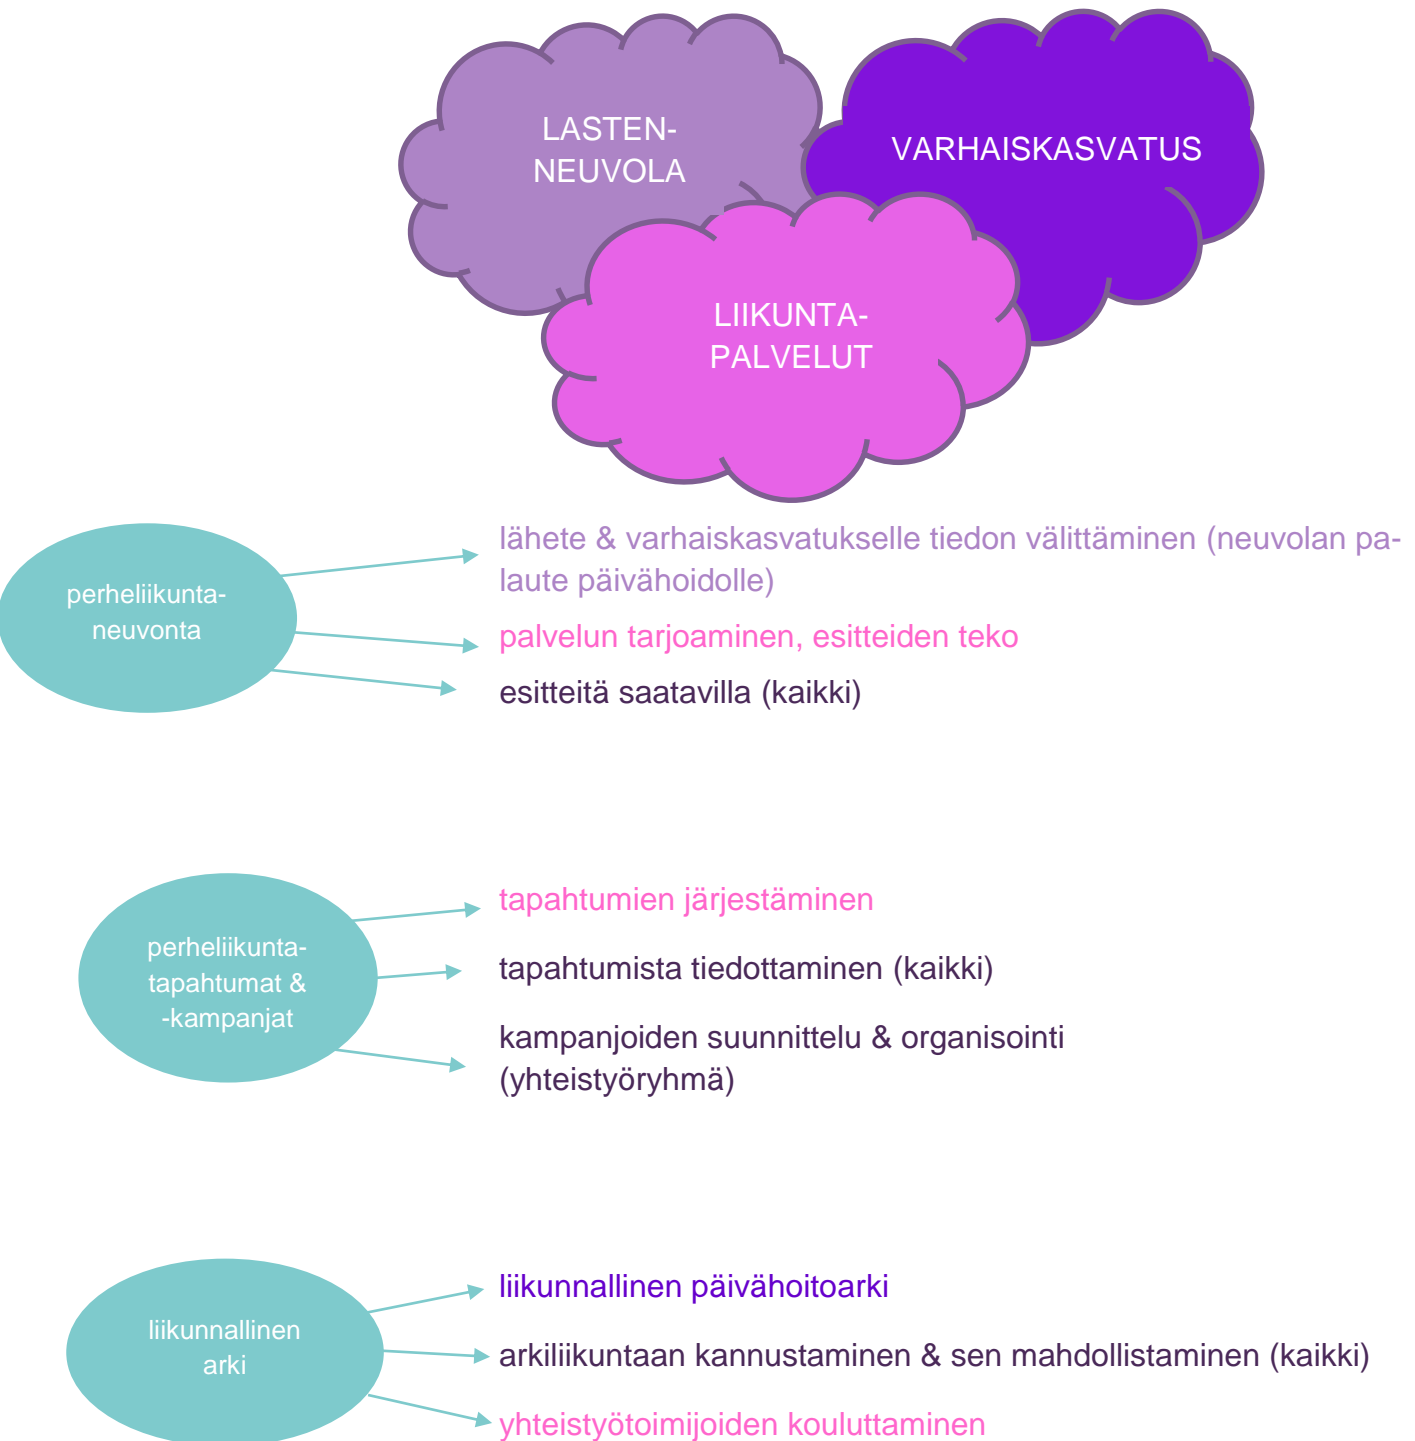 LASTEN-
NEUVOLA
VARHAISKASVATUS
LIIKUNTA-
PALVELUT
perheliikunta-
neuvonta
lähete & varhaiskasvatukselle tiedon välittäminen (neuvolan pa-
laute päivähoidolle)
palvelun tarjoaminen, esitteiden teko
esitteitä saatavilla (kaikki)
perheliikunta-
tapahtumat &
-kampanjat
tapahtumien järjestäminen
tapahtumista tiedottaminen (kaikki)
kampanjoiden suunnittelu & organisointi
(yhteistyöryhmä)
liikunnallinen
arki
liikunnallinen päivähoitoarki
arkiliikuntaan kannustaminen & sen mahdollistaminen (kaikki)
yhteistyötoimijoiden kouluttaminen